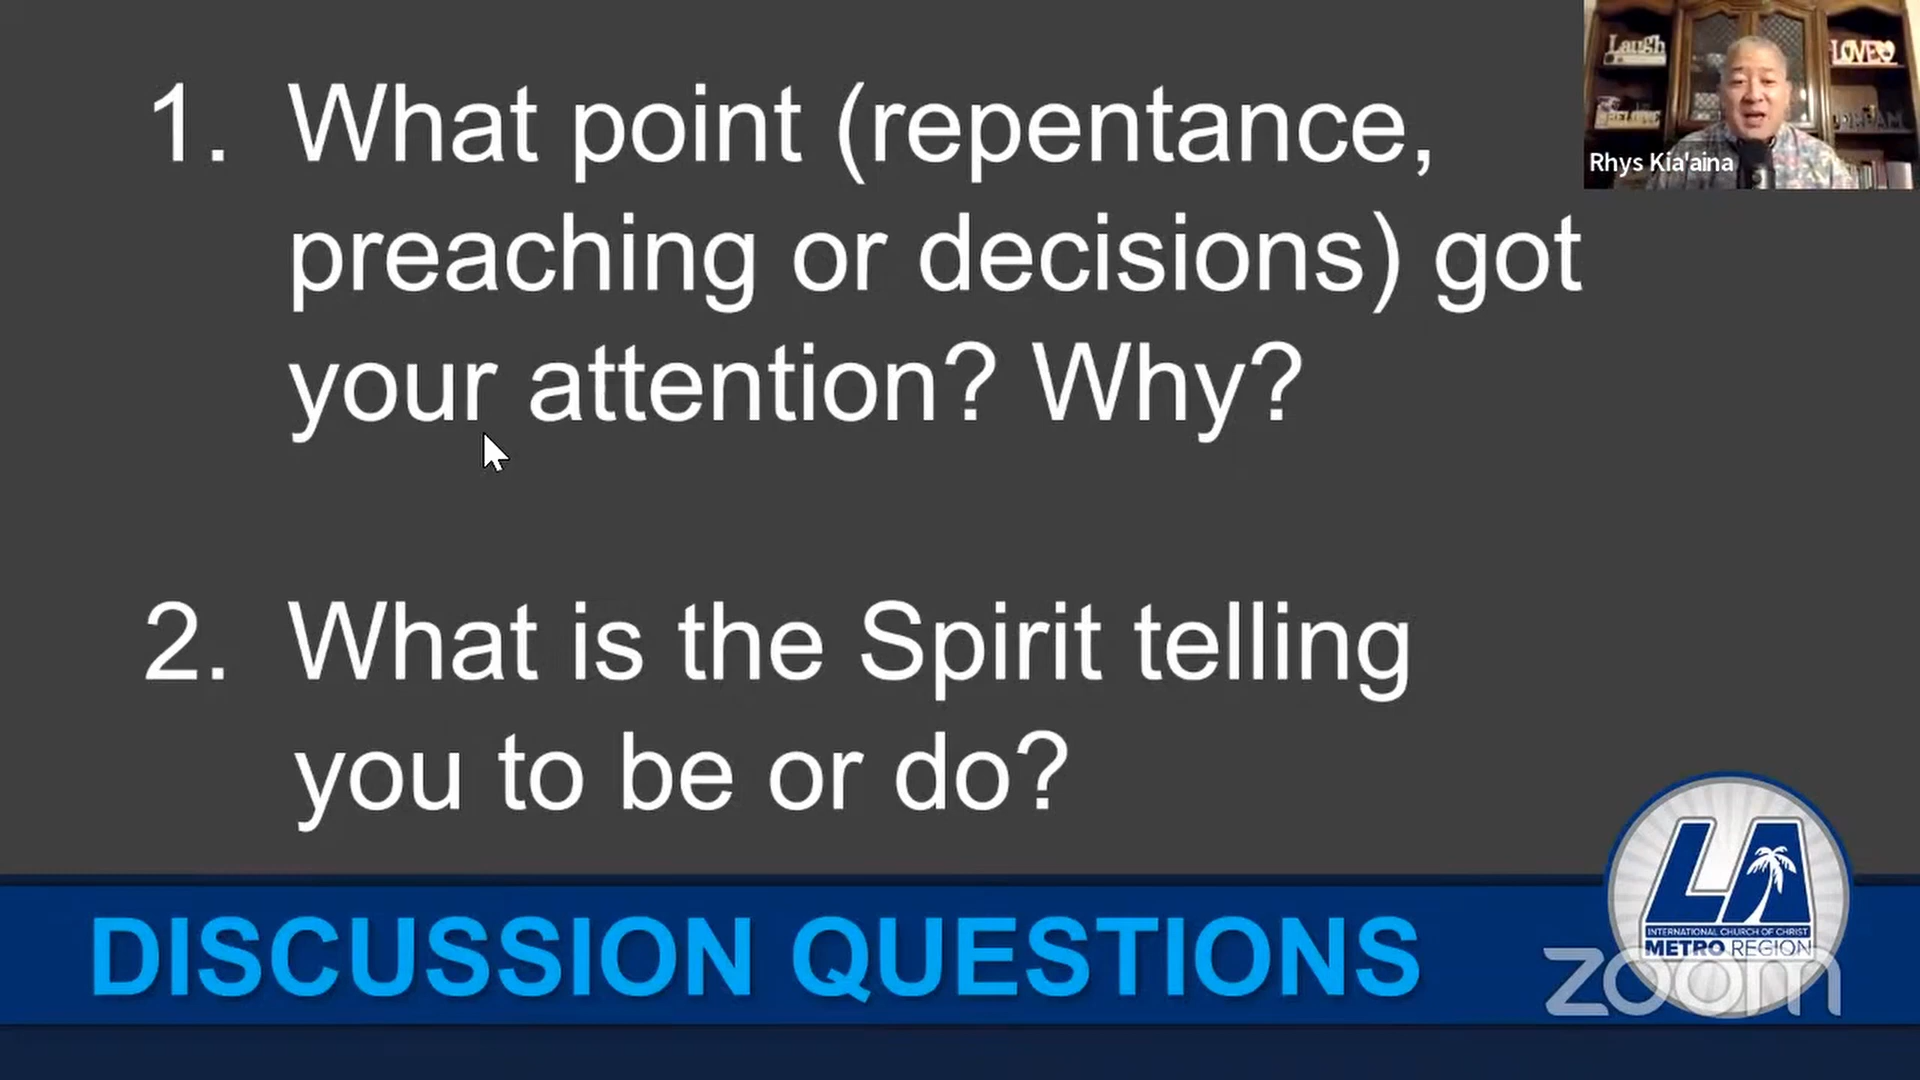 1. What point (repentance,
preaching or decisions) got
your attention? Why?
2. What is the Spirit telling
you to be or do?
DISCUSSION QUESTIONS
Laugh
LOVE
Rhys Kia'aina
LA
INTERNATIONAL CHURCH OF CHRIST
METRO REGION
zoom